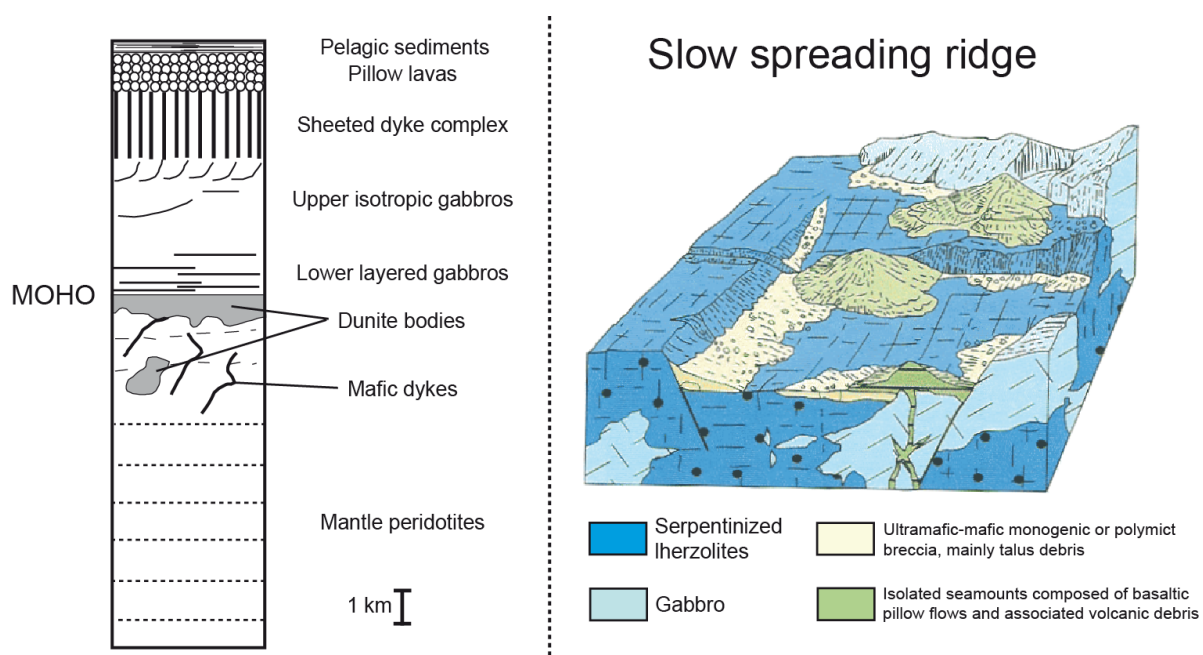 Pelagic sediments
Pillow lavas
Sheeted dyke complex
Upper isotropic gabbros
Lower layered gabbros
MOHO
Dunite bodies
Mafic dykes
Mantle peridotites
1 km
Slow spreading ridge
Serpentinized
lherzolites
Ultramafic-mafic monogenic or polymict
breccia, mainly talus debris
Gabbro
Isolated seamounts composed of basaltic
pillow flows and associated volcanic debris